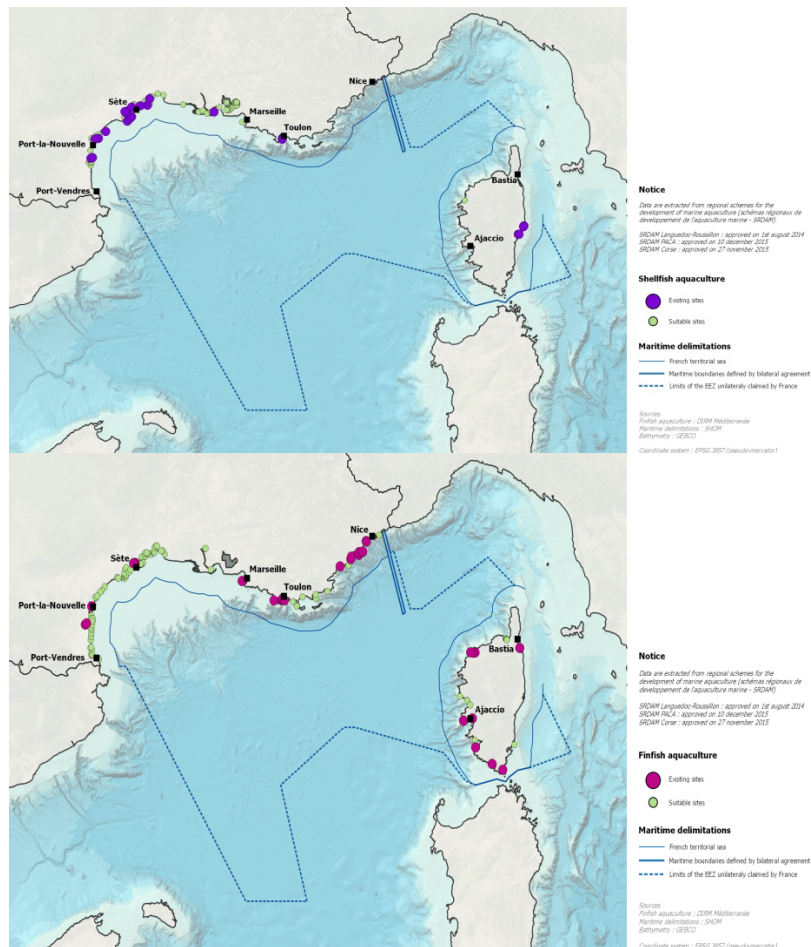 Nice
Sète
Marseille
Toulon
Port-la-Nouvelle
Bastia
Port-Vendres
Ajaccio
Notice
Data are extracted from regional schemes for the
development of marine aquaculture (schémas régionaux de
developpement de l'aquaculture marine - SRDAM)
SRDAM Languedoc-Roussillon : approved on 1st august 2014
SRDAM PACA : approved on 10 december 2015
SRDAM Corse : approved on 27 november 2015
Shellfish aquaculture
Existing sites
Suitable sites
Maritime delimitations
French territorial sea
Maritime boundaries defined by bilateral agreement
Limits of the EEZ unilateraly claimed by France
Sources
Finfish aquaculture : DIRM Méditerranée
Maritime delimitations : SHOM
Bathymetry : GEBCO
Coordinate system : EPSG 3857 (pseudo-mercator)
Nice
Sète
Marseille
Toulon
Port-la-Nouvelle
Bastia
Port-Vendres
Ajaccio
Notice
Data are extracted from regional schemes for the
development of marine aquaculture (schémas régionaux de
developpement de l'aquaculture marine - SRDAM)
SRDAM Languedoc-Roussillon : approved on 1st august 2014
SRDAM PACA : approved on 10 december 2015
SRDAM Corse : approved on 27 november 2015
Finfish aquaculture
Existing sites
Suitable sites
Maritime delimitations
French territorial sea
Maritime boundaries defined by bilateral agreement
Limits of the EEZ unilateraly claimed by France
Sources
Finfish aquaculture : DIRM Méditerranée
Maritime delimitations : SHOM
Bathymetry : GEBCO
Coordinate system : EPSG 3857 (pseudo-mercator)